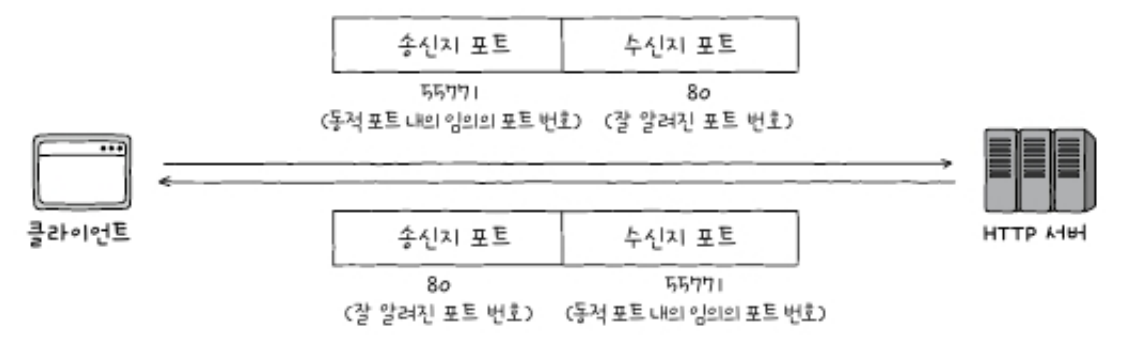 송신지 포트 수신지 포트
55771 80
(동적 포트 내의 임의의 포트 번호) (잘 알려진 포트 번호)
클라이언트
HTTP 서버
송신지 포트 수신지 포트
80 55771
(잘 알려진 포트 번호) (동적 포트 내의 임의의 포트 번호)